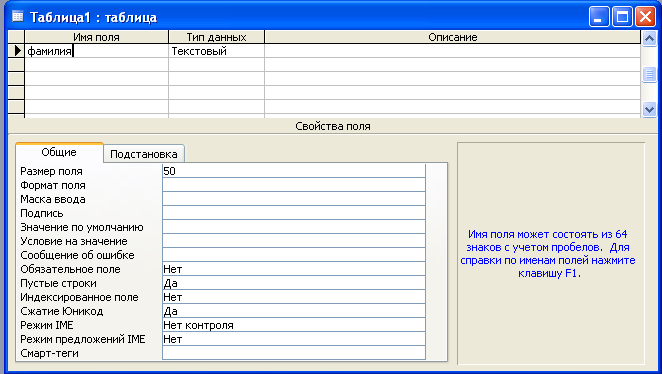 Таблица1 : таблица
Имя поля Тип данных Описание
фамилия Текстовый
Свойства поля
Общие Подстановка
Размер поля 50
Формат поля
Маска ввода
Подпись
Значение по умолчанию
Условие на значение
Сообщение об ошибке
Обязательное поле Нет
Пустые строки Да
Индексированное поле Нет
Сжатие Юникод Да
Режим IME Нет контроля
Режим предложений IME Нет
Смарт-теги
Имя поля может состоять из 64
знаков с учетом пробелов. Для
справки по именам полей нажмите
клавишу F1.